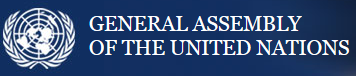 GENERAL ASSEMBLY
OF THE UNITED NATIONS